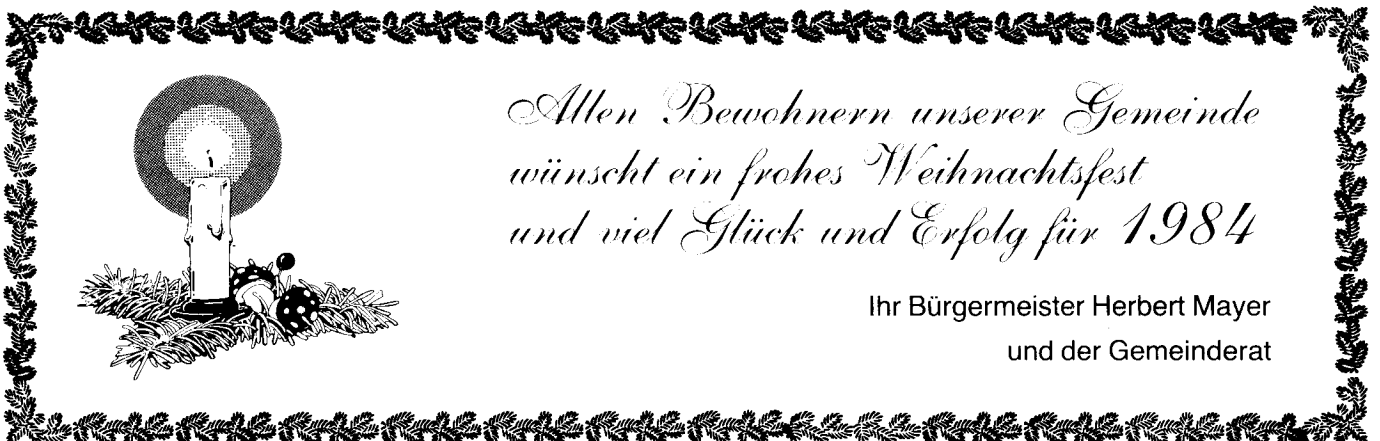 Allen Bewohnern unserer Gemeinde
wünscht ein frohes Weihnachtsfest
und viel Glück und Erfolg für 1984
Ihr Bürgermeister Herbert Mayer
und der Gemeinderat